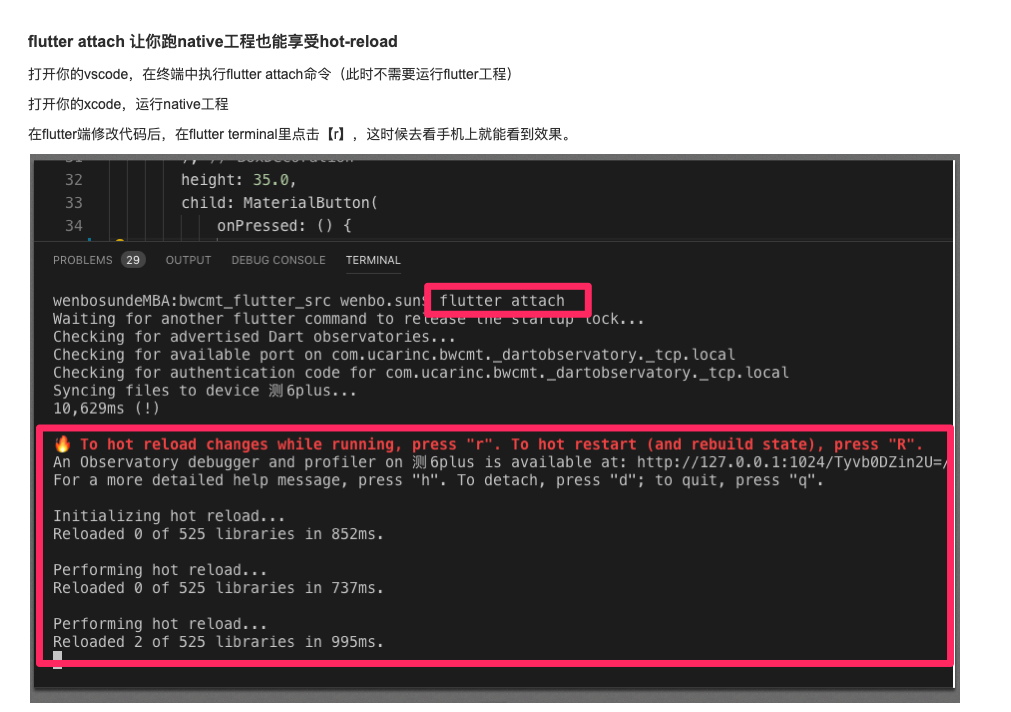 flutter attach 让你跑native工程也能享受hot-reload
打开你的vscode，在终端中执行flutter attach命令（此时不需要运行flutter工程）
打开你的xcode，运行native工程
在flutter端修改代码后，在flutter terminal里点击【r】，这时候去看手机上就能看到效果。
31 ), // BoxDecoration
32 height: 35.0,
33 child: MaterialButton(
34 onPressed: () {
PROBLEMS 29 OUTPUT DEBUG CONSOLE TERMINAL
wenbosundeMBA:bwcmt_flutter_src wenbo.sun$ flutter attach
Waiting for another flutter command to release the startup lock...
Checking for advertised Dart observatories...
Checking for available port on com.ucarinc.bwcmt._dartobservatory._tcp.local
Checking for authentication code for com.ucarinc.bwcmt._dartobservatory._tcp.local
Syncing files to device 测6plus...
10,629ms (!)
🔥 To hot reload changes while running, press "r". To hot restart (and rebuild state), press "R".
An Observatory debugger and profiler on 测6plus is available at: http://127.0.0.1:1024/Tyvb0DZin2U=/
For a more detailed help message, press "h". To detach, press "d"; to quit, press "q".
Initializing hot reload...
Reloaded 0 of 525 libraries in 852ms.
Performing hot reload...
Reloaded 0 of 525 libraries in 737ms.
Performing hot reload...
Reloaded 2 of 525 libraries in 995ms.